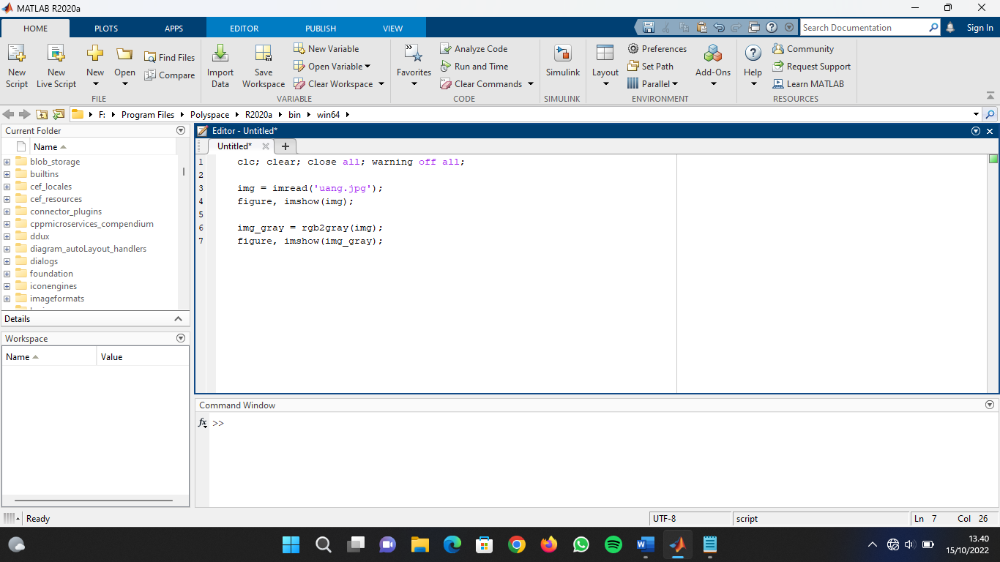 MATLAB R2020a
HOME PLOTS APPS EDITOR PUBLISH VIEW Search Documentation Sign In
New Script
New Live Script
New
Open
Find Files
Compare
FILE
Import Data
Save Workspace
New Variable
Open Variable
Clear Workspace
VARIABLE
Favorites
Analyze Code
Run and Time
Clear Commands
CODE
Simulink
SIMULINK
Layout
Preferences
Set Path
Parallel
Add-Ons
ENVIRONMENT
Help
Community
Request Support
Learn MATLAB
RESOURCES
F: Program Files Polyspace R2020a bin win64
Current Folder
Name
blob_storage
builtins
cef_locales
cef_resources
connector_plugins
cppmicroservices_compendium
ddux
diagram_autoLayout_handlers
dialogs
foundation
iconengines
imageformats
Details
Workspace
Name Value
Editor - Untitled*
Untitled*
1 clc; clear; close all; warning off all;
2
3 img = imread('uang.jpg');
4 figure, imshow(img);
5
6 img_gray = rgb2gray(img);
7 figure, imshow(img_gray);
Command Window
fx >>
Ready UTF-8 script Ln 7 Col 26
13.40
15/10/2022